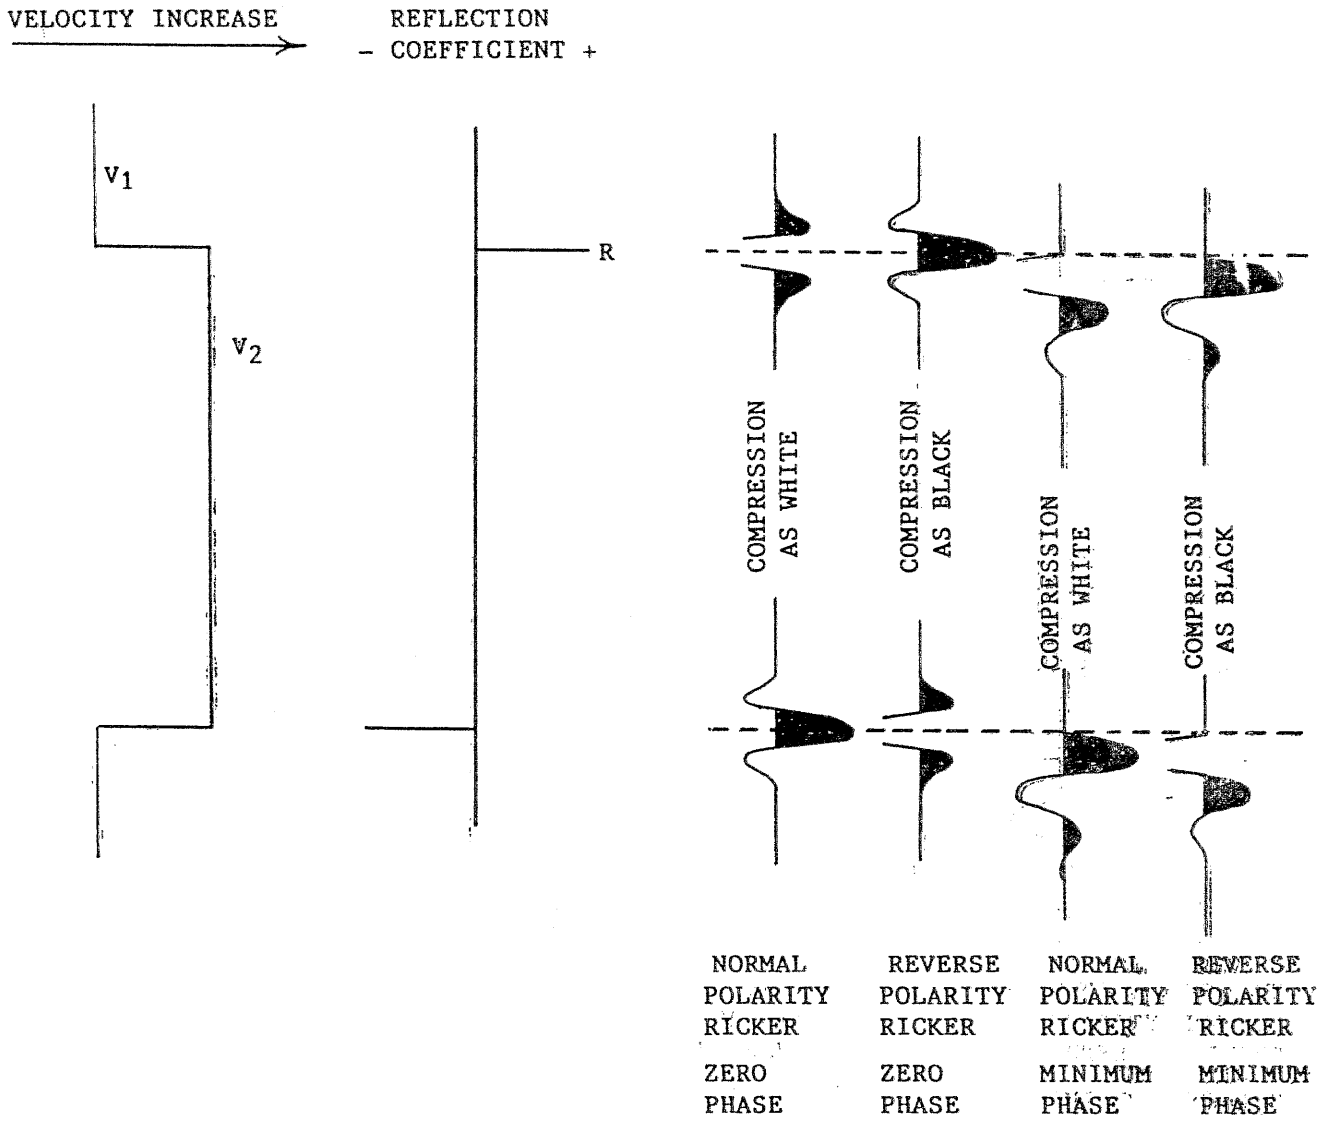 VELOCITY INCREASE
REFLECTION
- COEFFICIENT +
V1
R
V2
COMPRESSION
AS WHITE
COMPRESSION
AS BLACK
COMPRESSION
AS WHITE
COMPRESSION
AS BLACK
NORMAL
POLARITY
RICKER
ZERO
PHASE
REVERSE
POLARITY
RICKER
ZERO
PHASE
NORMAL
POLARITY
RICKER
MINIMUM
PHASE
REVERSE
POLARITY
RICKER
MINIMUM
PHASE